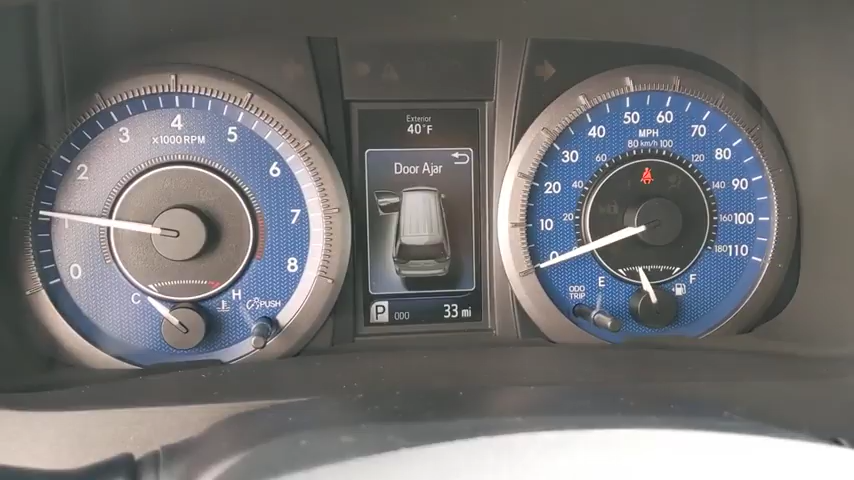 0
1
2
3
4
5
6
7
8
x1000 RPM
C
H
PUSH
Exterior
40°F
Door Ajar
P ODO 33 mi
0
10
20
30
40
50
60
70
80
90
100
110
MPH
20
40
60
80 km/h 100
120
140
160
180
E
F
ODO
TRIP